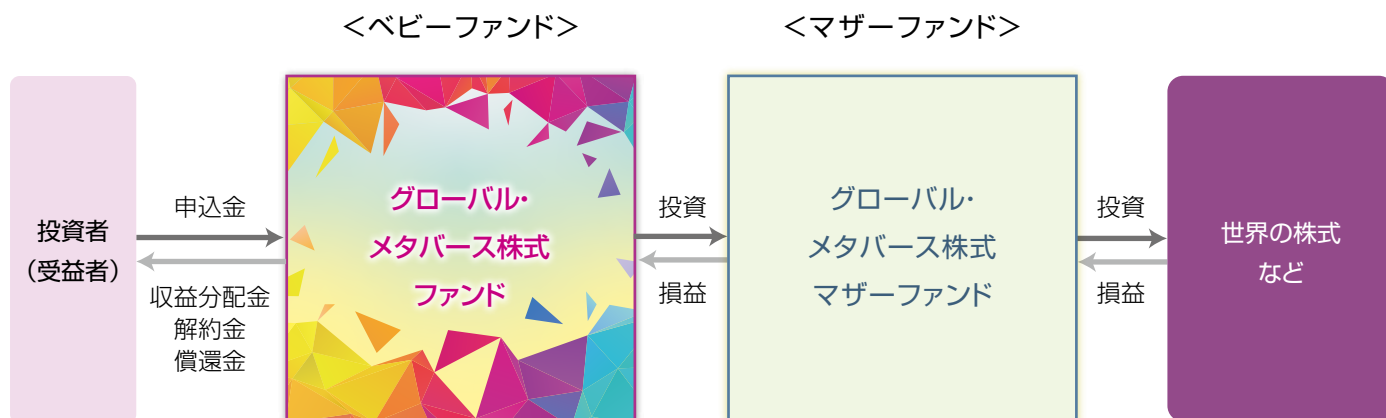 <ベビーファンド>
<マザーファンド>
投資者
(受益者)
申込金
収益分配金
解約金
償還金
グローバル・
メタバース株式
ファンド
投資
損益
グローバル・
メタバース株式
マザーファンド
投資
損益
世界の株式
など